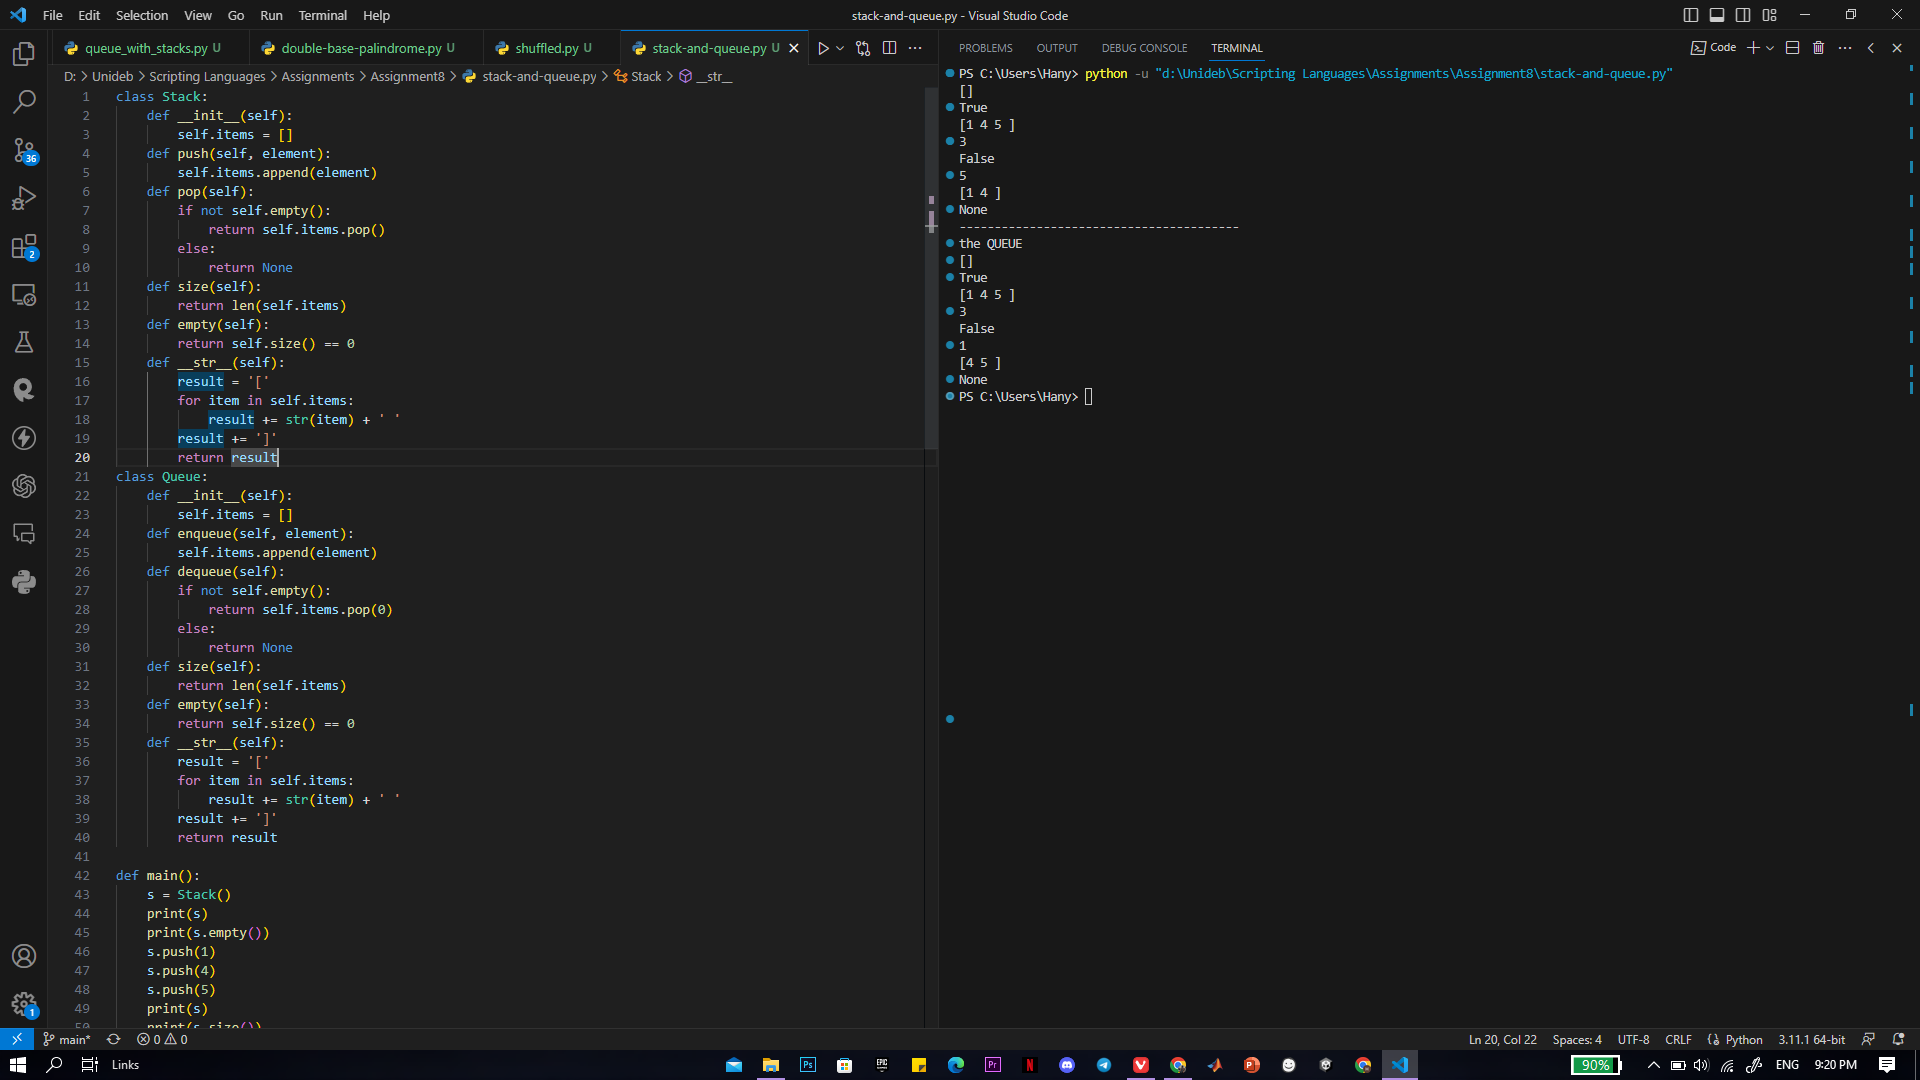 File Edit Selection View Go Run Terminal Help
stack-and-queue.py - Visual Studio Code
queue_with_stacks.py U double-base-palindrome.py U shuffled.py U stack-and-queue.py U
D: > Unideb > Scripting Languages > Assignments > Assignment8 > stack-and-queue.py > Stack > __str__
1 class Stack:
2 def __init__(self):
3 self.items = []
4 def push(self, element):
5 self.items.append(element)
6 def pop(self):
7 if not self.empty():
8 return self.items.pop()
9 else:
10 return None
11 def size(self):
12 return len(self.items)
13 def empty(self):
14 return self.size() == 0
15 def __str__(self):
16 result = '['
17 for item in self.items:
18 result += str(item) + ' '
19 result += ']'
20 return result
21 class Queue:
22 def __init__(self):
23 self.items = []
24 def enqueue(self, element):
25 self.items.append(element)
26 def dequeue(self):
27 if not self.empty():
28 return self.items.pop(0)
29 else:
30 return None
31 def size(self):
32 return len(self.items)
33 def empty(self):
34 return self.size() == 0
35 def __str__(self):
36 result = '['
37 for item in self.items:
38 result += str(item) + ' '
39 result += ']'
40 return result
41
42 def main():
43 s = Stack()
44 print(s)
45 print(s.empty())
46 s.push(1)
47 s.push(4)
48 s.push(5)
49 print(s)
50 print(s.size())
PROBLEMS OUTPUT DEBUG CONSOLE TERMINAL Code
PS C:\Users\Hany> python -u "d:\Unideb\Scripting Languages\Assignments\Assignment8\stack-and-queue.py"
[]
True
[1 4 5 ]
3
False
5
[1 4 ]
None
----------------------------------------
the QUEUE
[]
True
[1 4 5 ]
3
False
1
[4 5 ]
None
PS C:\Users\Hany>
36
2
1
main* 0 0
Ln 20, Col 22 Spaces: 4 UTF-8 CRLF Python 3.11.1 64-bit
Links
Ps EPIC Pr N
90% ENG 9:20 PM